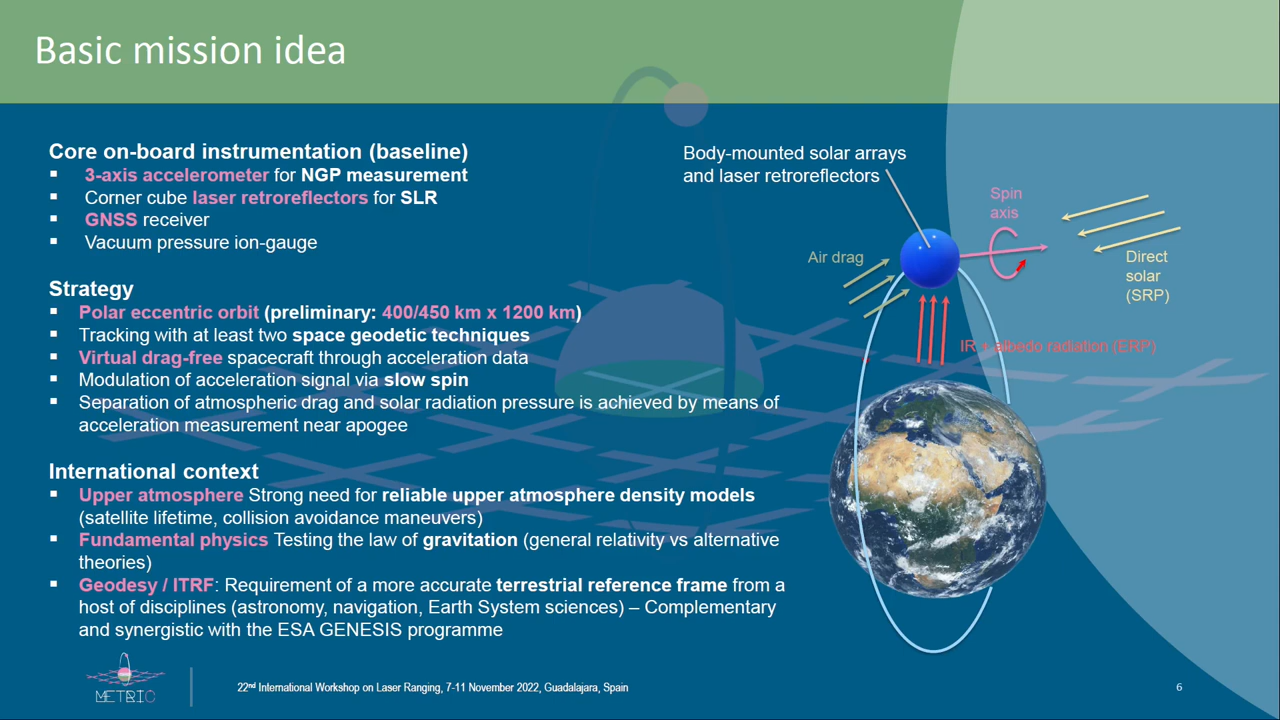 Basic mission idea
Core on-board instrumentation (baseline)
▪ 3-axis accelerometer for NGP measurement
▪ Corner cube laser retroreflectors for SLR
▪ GNSS receiver
▪ Vacuum pressure ion-gauge
Strategy
▪ Polar eccentric orbit (preliminary: 400/450 km x 1200 km)
▪ Tracking with at least two space geodetic techniques
▪ Virtual drag-free spacecraft through acceleration data
▪ Modulation of acceleration signal via slow spin
▪ Separation of atmospheric drag and solar radiation pressure is achieved by means of
acceleration measurement near apogee
International context
▪ Upper atmosphere Strong need for reliable upper atmosphere density models
(satellite lifetime, collision avoidance maneuvers)
▪ Fundamental physics Testing the law of gravitation (general relativity vs alternative
theories)
▪ Geodesy / ITRF: Requirement of a more accurate terrestrial reference frame from a
host of disciplines (astronomy, navigation, Earth System sciences) – Complementary
and synergistic with the ESA GENESIS programme
Body-mounted solar arrays
and laser retroreflectors
Spin
axis
Air drag
Direct
solar
(SRP)
IR + albedo radiation (ERP)
METRIC
22nd International Workshop on Laser Ranging, 7-11 November 2022, Guadalajara, Spain
6